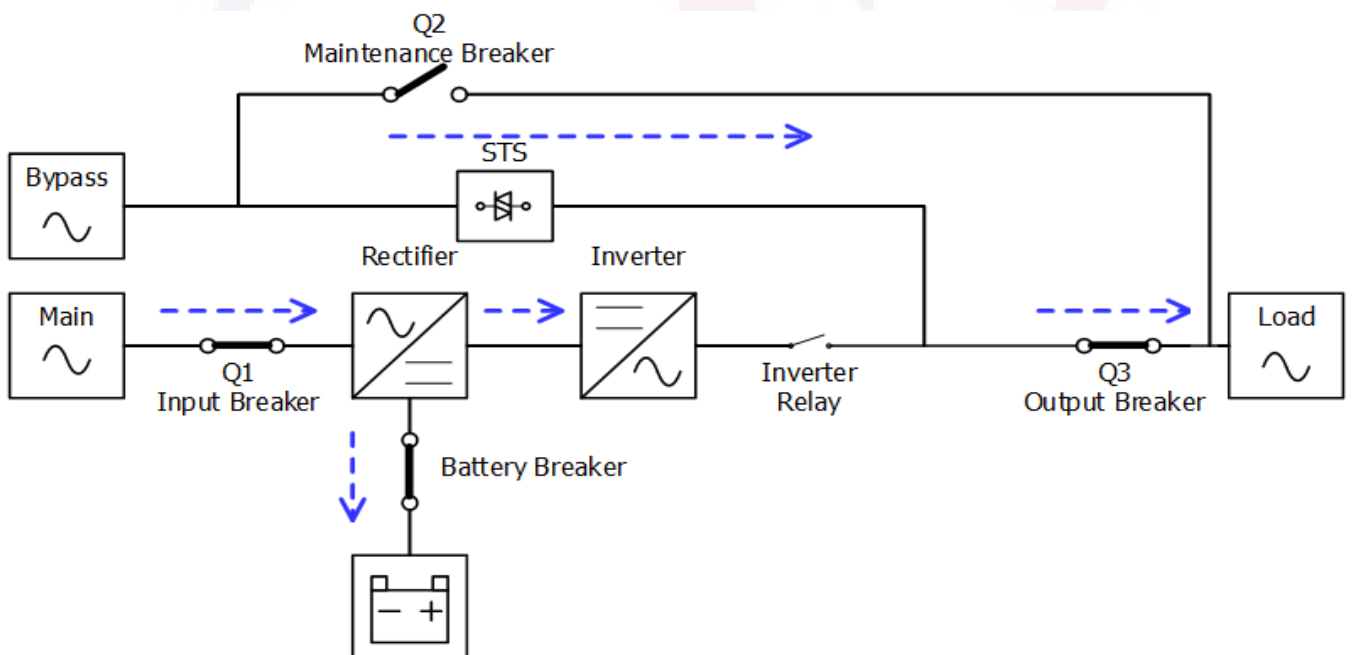 Q2
Maintenance Breaker
STS
Bypass
Rectifier
Inverter
Main
Load
Q1
Input Breaker
Inverter
Relay
Q3
Output Breaker
Battery Breaker